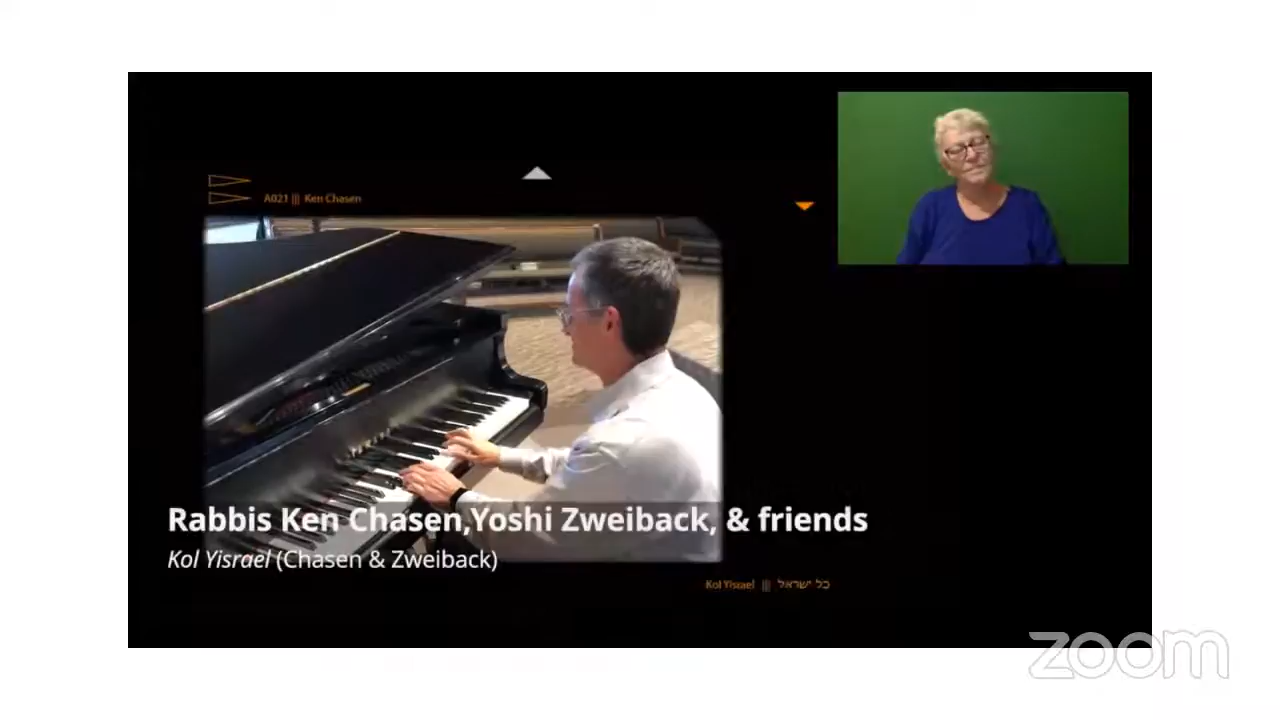 A021 ||| Ken Chasen
Rabbis Ken Chasen,Yoshi Zweiback, & friends
Kol Yisrael (Chasen & Zweiback)
Kol Yisrael ||| כל ישראל
zoom